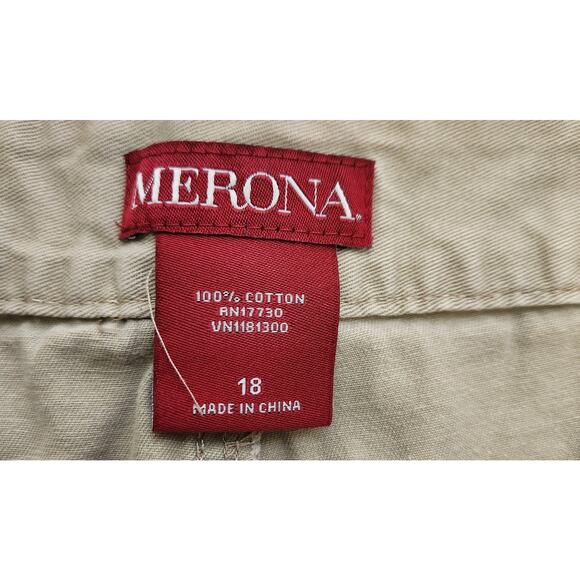 MERONA.
100% COTTON
RN17730
VN1181300
18
MADE IN CHINA